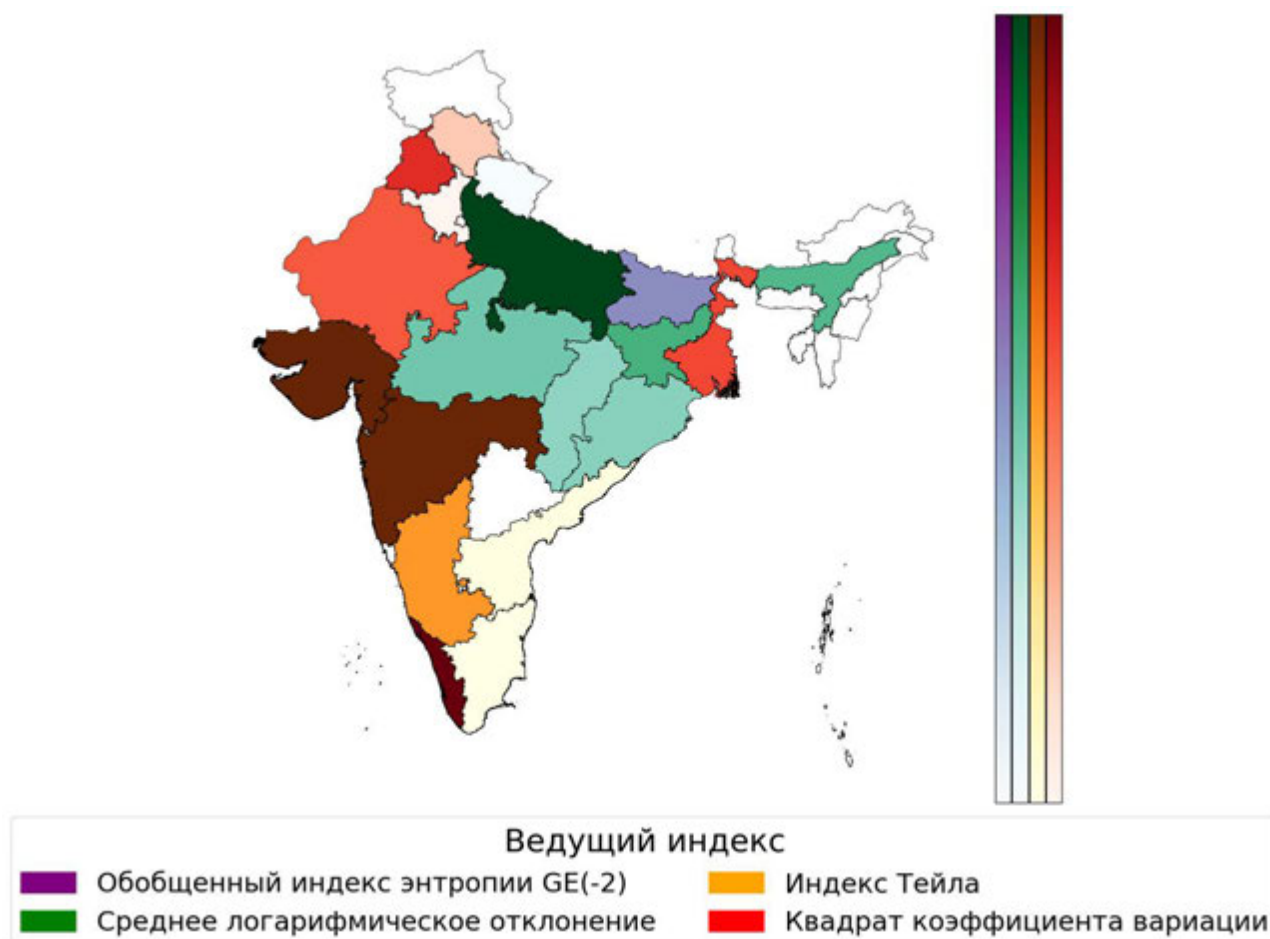 Ведущий индекс
Обобщенный индекс энтропии GE(-2)
Индекс Тейла
Среднее логарифмическое отклонение
Квадрат коэффициента вариации